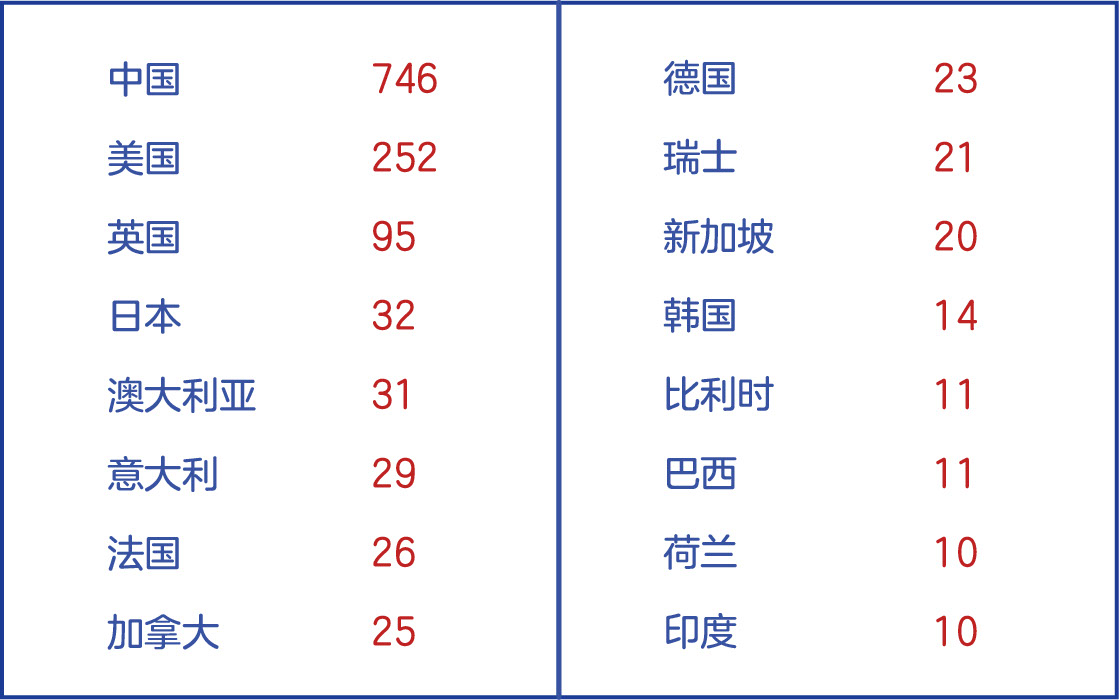 中国 746
美国 252
英国 95
日本 32
澳大利亚 31
意大利 29
法国 26
加拿大 25
德国 23
瑞士 21
新加坡 20
韩国 14
比利时 11
巴西 11
荷兰 10
印度 10